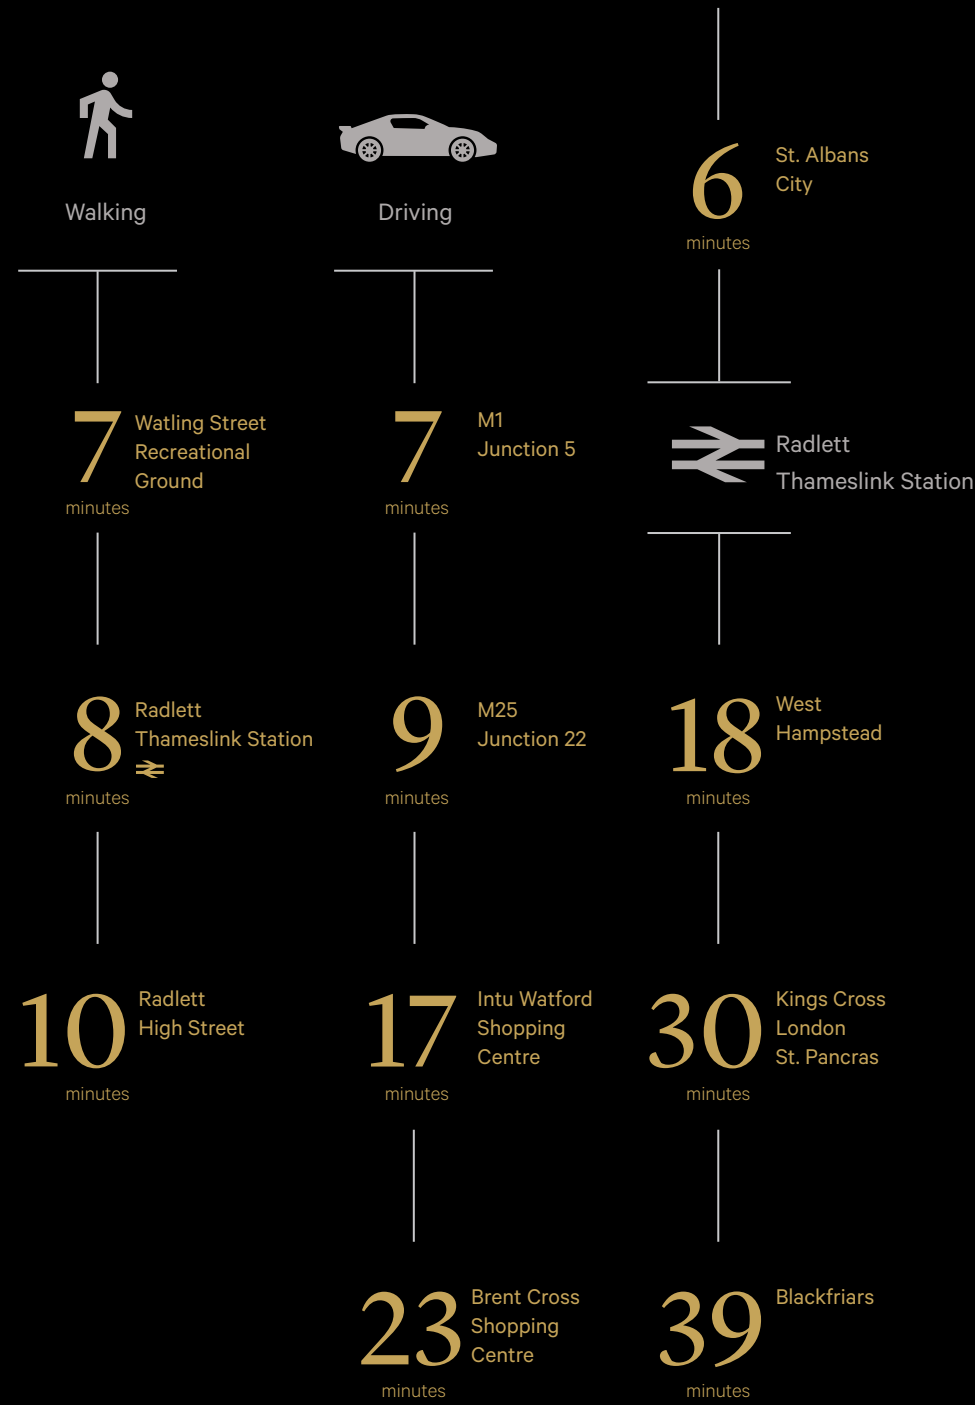 Walking
7
Watling Street
Recreational
Ground
minutes
8
Radlett
Thameslink Station
minutes
10
Radlett
High Street
minutes
Driving
7
M1
Junction 5
minutes
9
M25
Junction 22
minutes
17
Intu Watford
Shopping
Centre
minutes
23
Brent Cross
Shopping
Centre
minutes
6
St. Albans
City
minutes
Radlett
Thameslink Station
18
West
Hampstead
minutes
30
Kings Cross
London
St. Pancras
minutes
39
Blackfriars
minutes